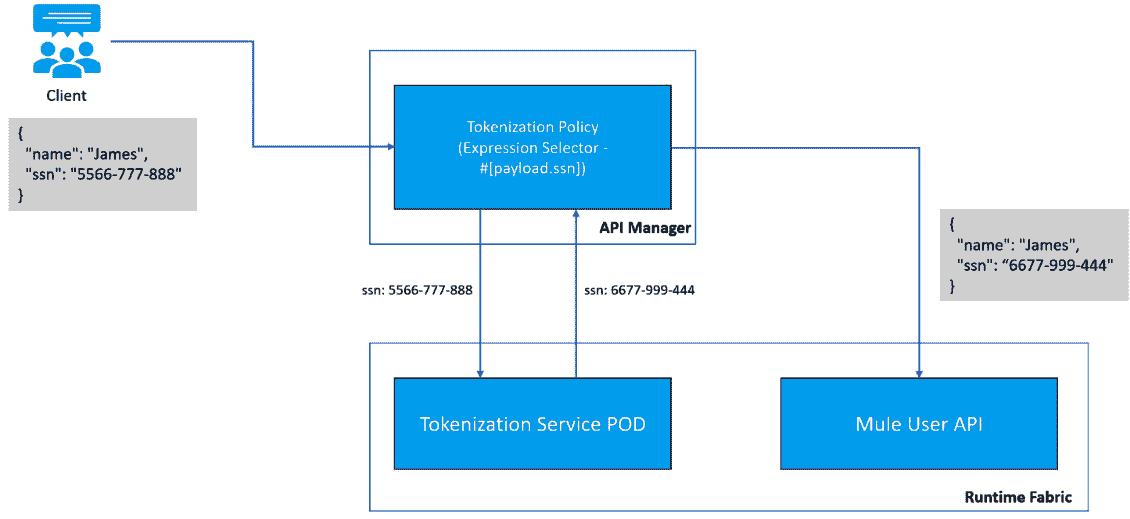 Client
{
"name": "James",
"ssn": "5566-777-888"
}
Tokenization Policy
(Expression Selector -
#[payload.ssn])
API Manager
ssn: 5566-777-888
ssn: 6677-999-444
{
"name": "James",
"ssn": “6677-999-444"
}
Tokenization Service POD
Mule User API
Runtime Fabric